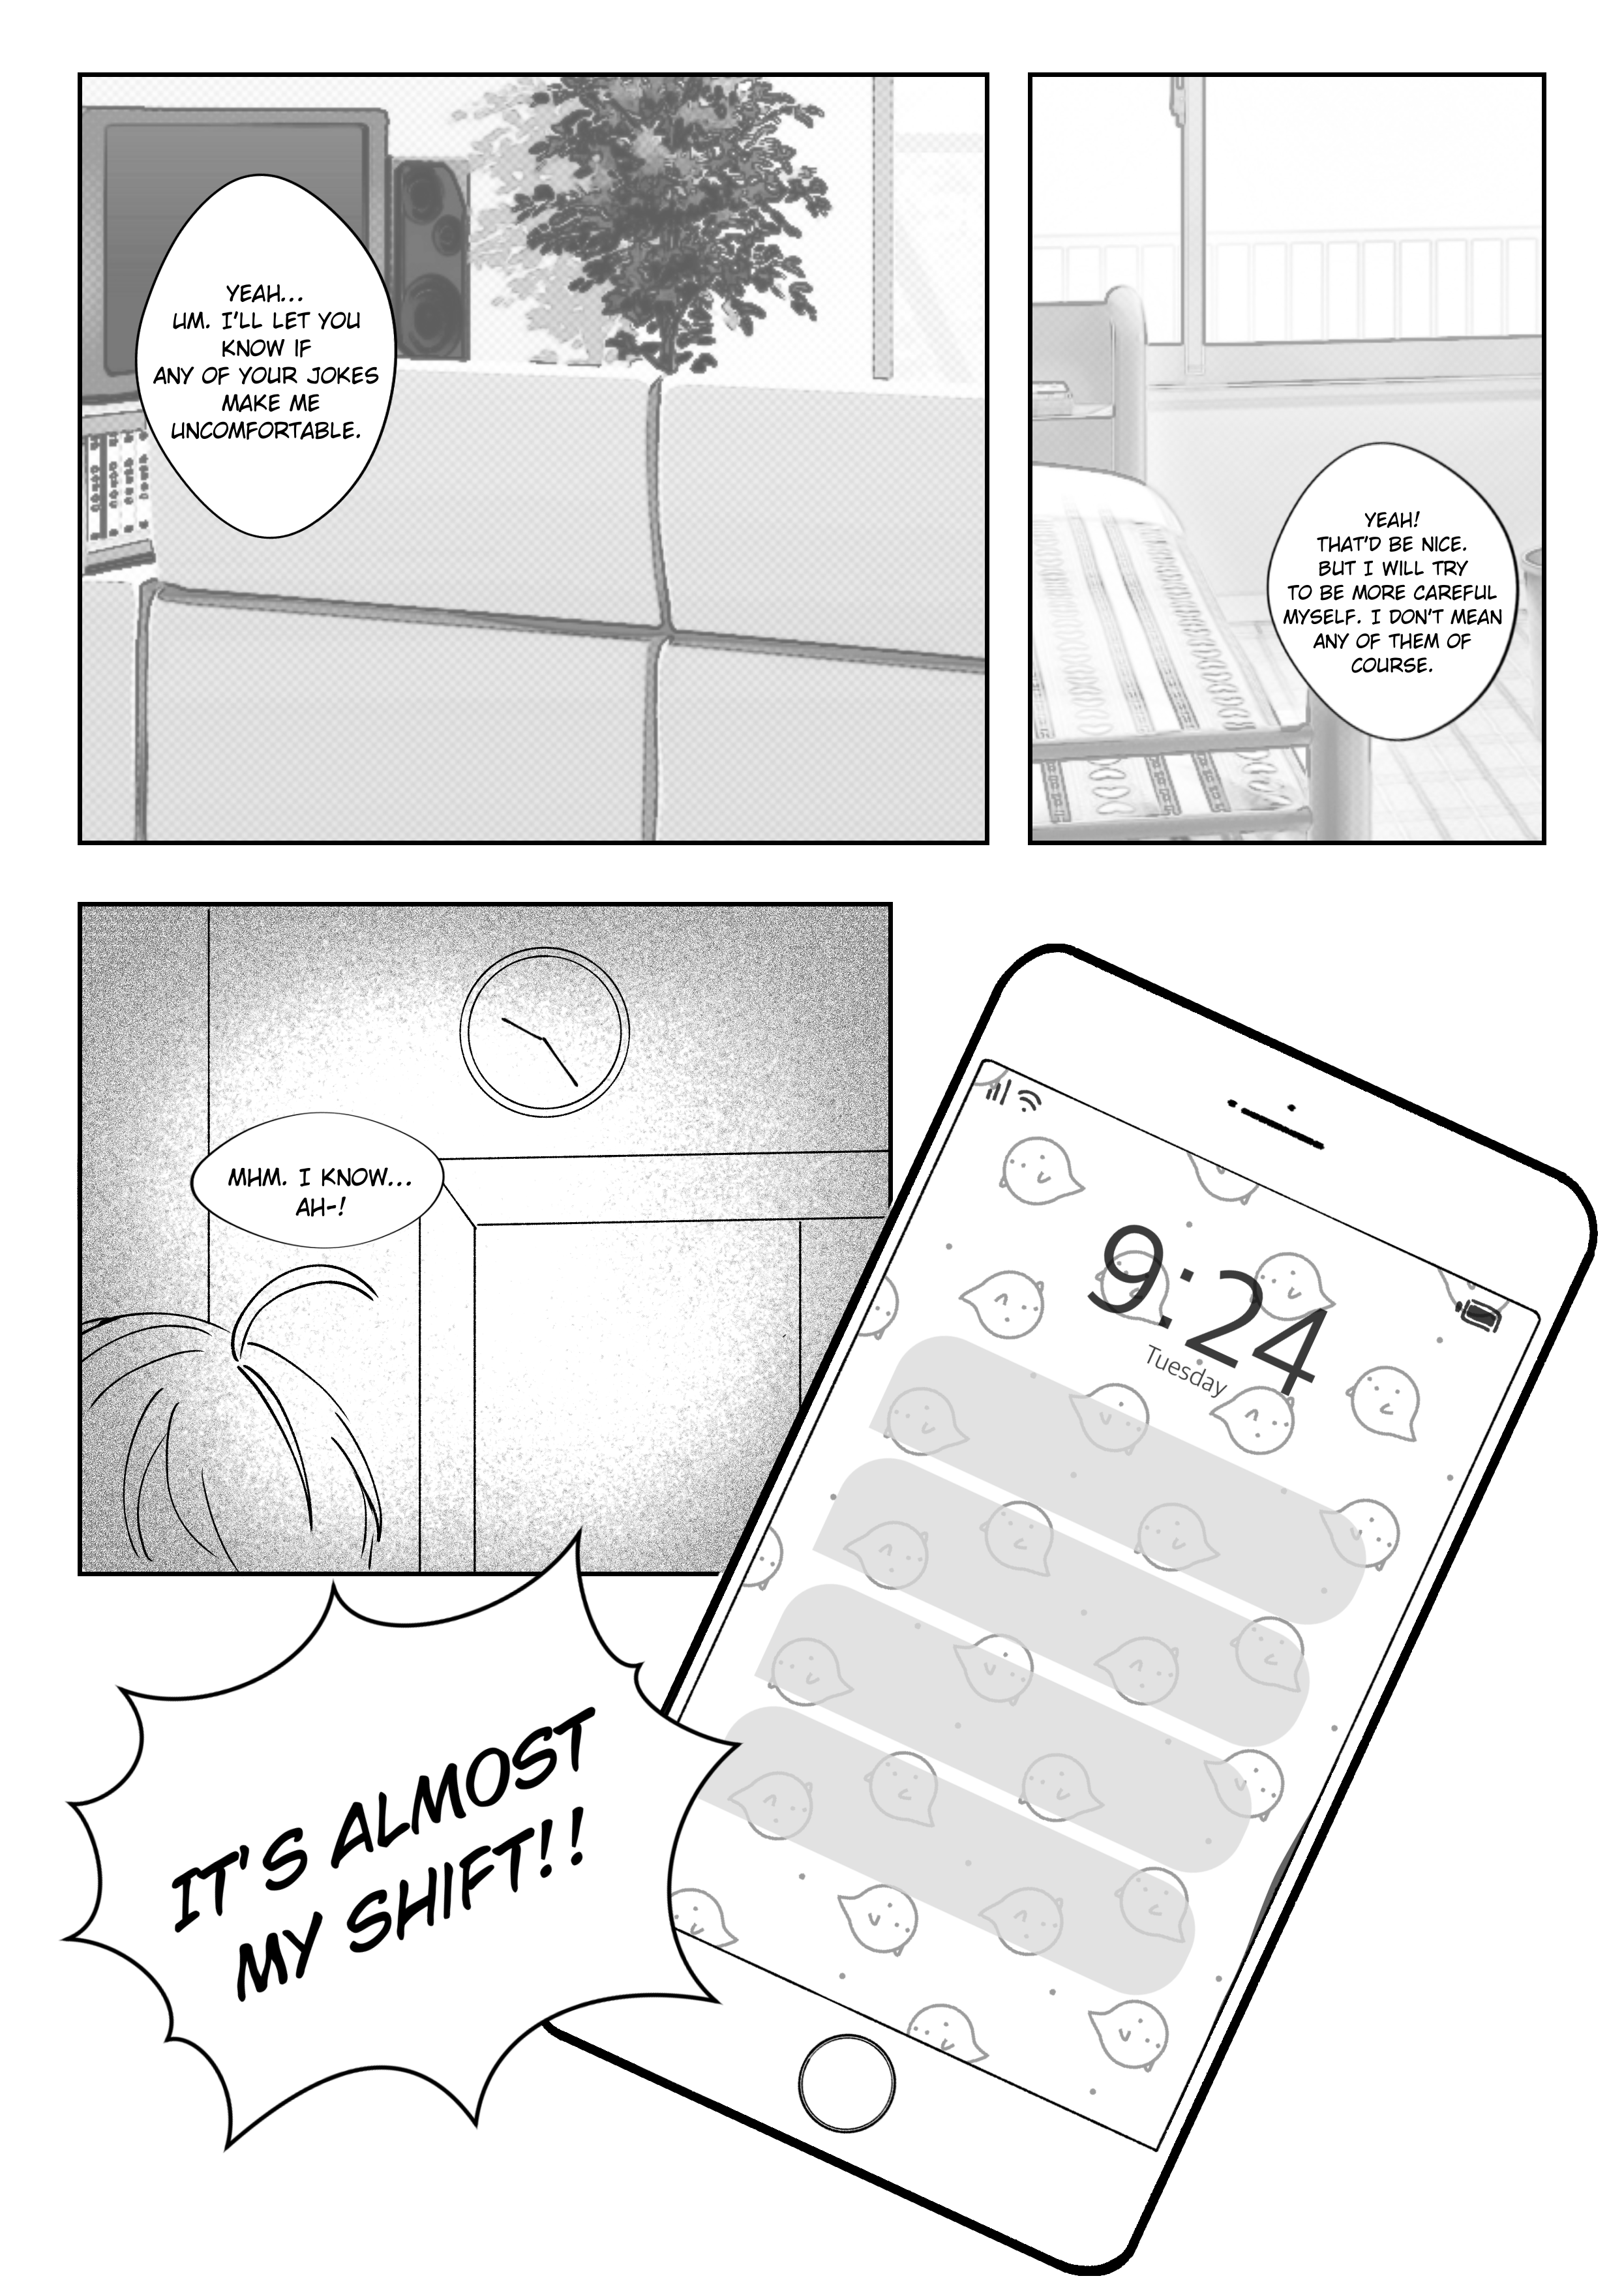 YEAH...
UM. I'LL LET YOU
KNOW IF
ANY OF YOUR JOKES
MAKE ME
UNCOMFORTABLE.
YEAH!
THAT'D BE NICE.
BUT I WILL TRY
TO BE MORE CAREFUL
MYSELF. I DON'T MEAN
ANY OF THEM OF
COURSE.
MHM. I KNOW...
AH-!
9:24
Tuesday
IT'S ALMOST
MY SHIFT!!